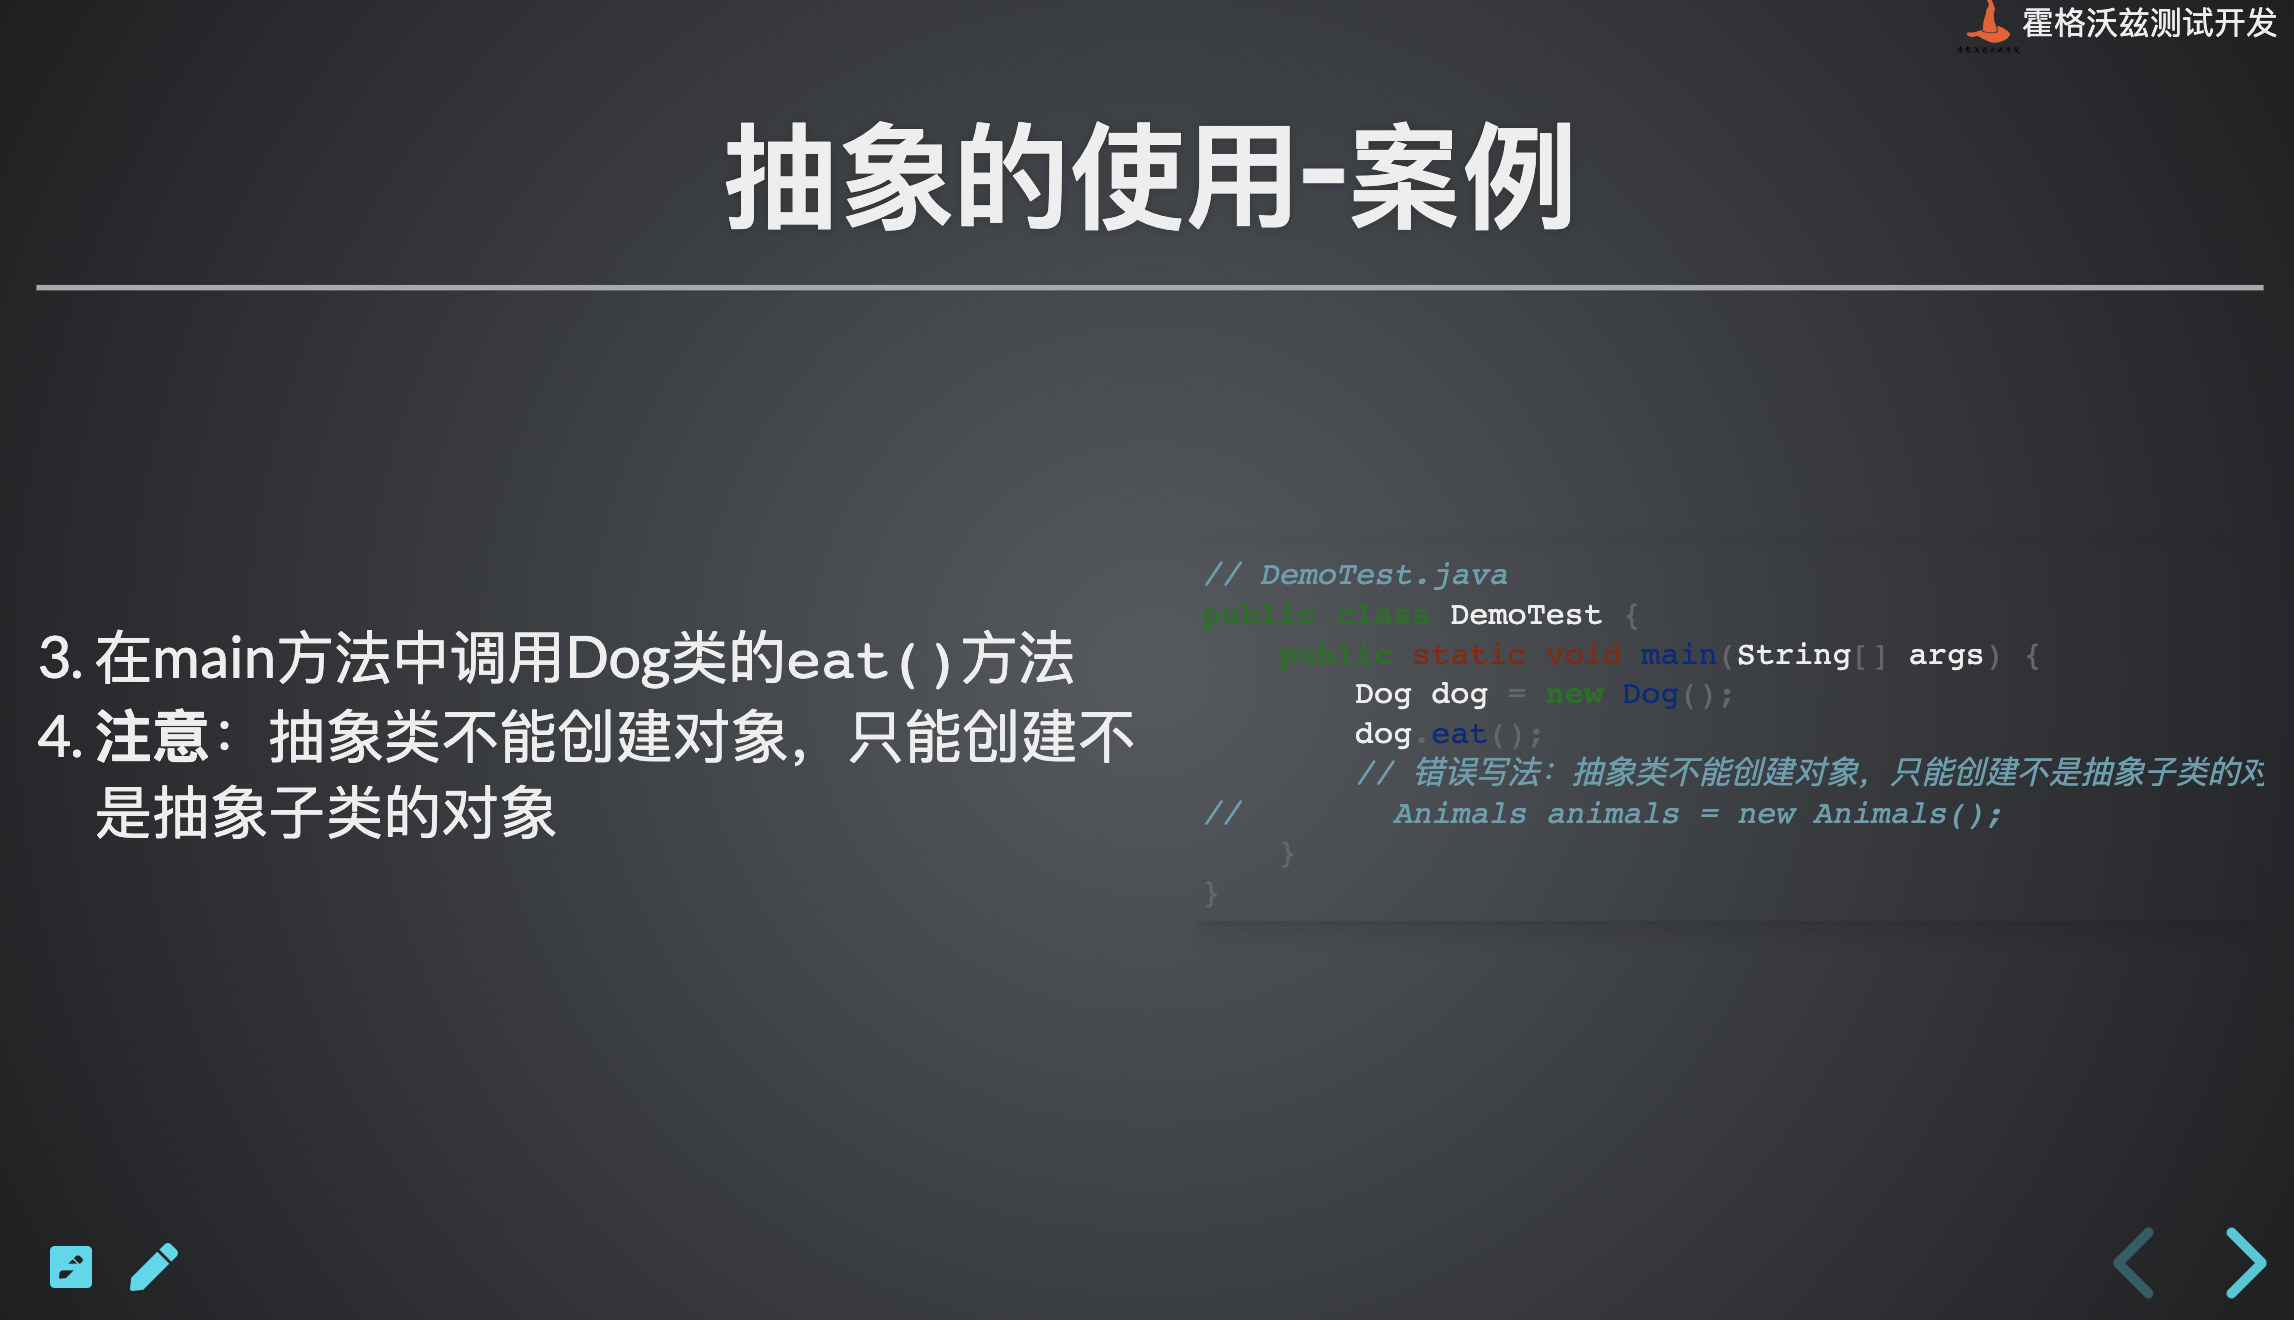 霍格沃兹测试开发
抽象的使用-案例
3. 在main方法中调用Dog类的eat()方法
4. 注意：抽象类不能创建对象，只能创建不
是抽象子类的对象
// DemoTest.java
public class DemoTest {
    public static void main(String[] args) {
        Dog dog = new Dog();
        dog.eat();
        // 错误写法：抽象类不能创建对象，只能创建不是抽象子类的对
//        Animals animals = new Animals();
    }
}